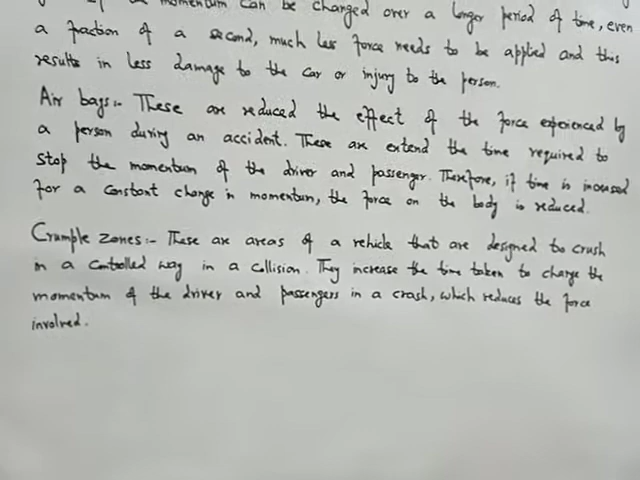 the momentum can be changed over a longer period of time, even
a fraction of a second, much less force needs to be applied and this
results in less damage to the car or injury to the person.
Air bags:- These are reduced the effect of the force experienced by
a person during an accident. These are extend the time required to
stop the momentum of the driver and passenger. Therefore, if time is increased
for a constant change in momentum, the force on the body is reduced.
Crumple zones:- These are areas of a vehicle that are designed to crush
in a controlled way in a collision. They increase the time taken to change the
momentum of the driver and passengers in a crash, which reduces the force
involved.